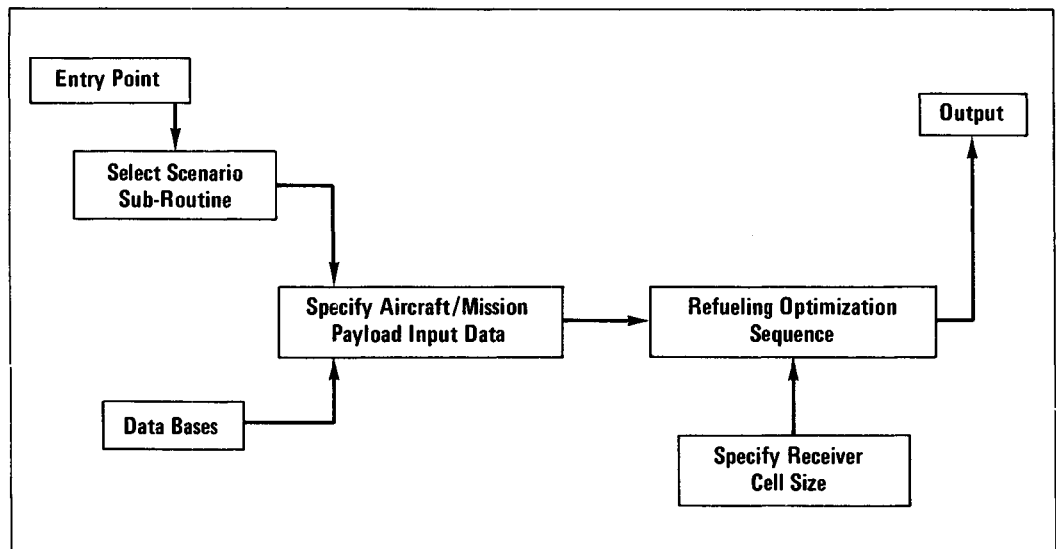 Entry Point
Output
Select Scenario
Sub-Routine
Specify Aircraft/Mission
Payload Input Data
Refueling Optimization
Sequence
Data Bases
Specify Receiver
Cell Size